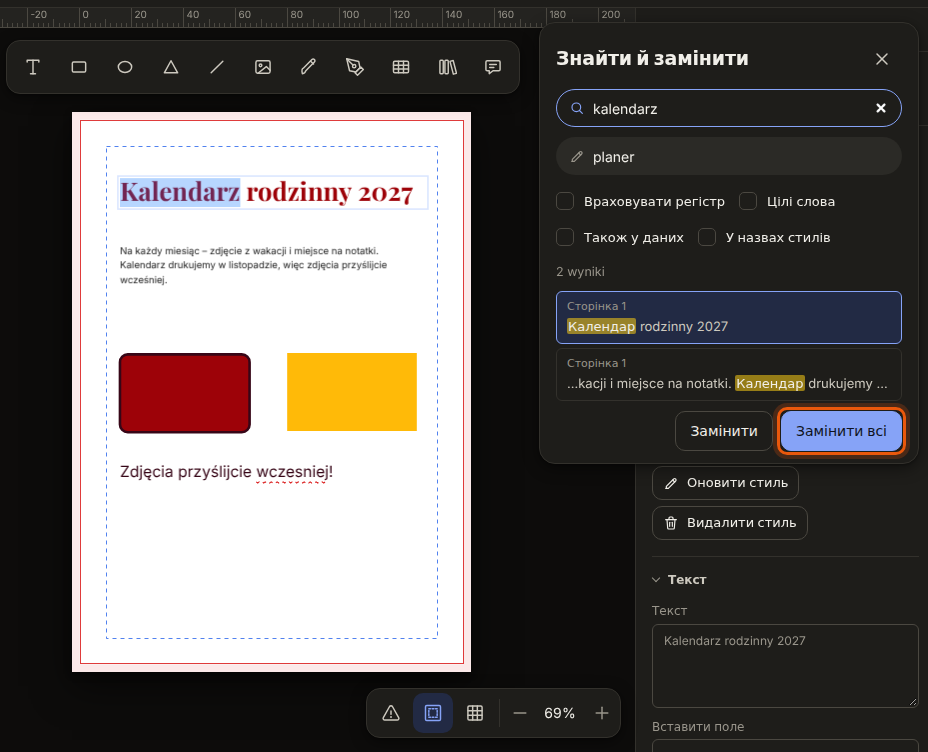 -20 0 20 40 60 80 100 120 140 160 180 200
Знайти й замінити
kalendarz
planer
Враховувати регістр
Цілі слова
Також у даних
У назвах стилів
2 wyniki
Сторінка 1
Календар rodzinny 2027
Сторінка 1
...kacji i miejsce na notatki. Календар drukujemy ...
Замінити
Замінити всі
Kalendarz rodzinny 2027
Na każdy miesiąc – zdjęcie z wakacji i miejsce na notatki.
Kalendarz drukujemy w listopadzie, więc zdjęcia przyślijcie
wcześniej.
Zdjęcia przyślijcie wczesniej!
Оновити стиль
Видалити стиль
Текст
Текст
Kalendarz rodzinny 2027
Вставити поле
69%